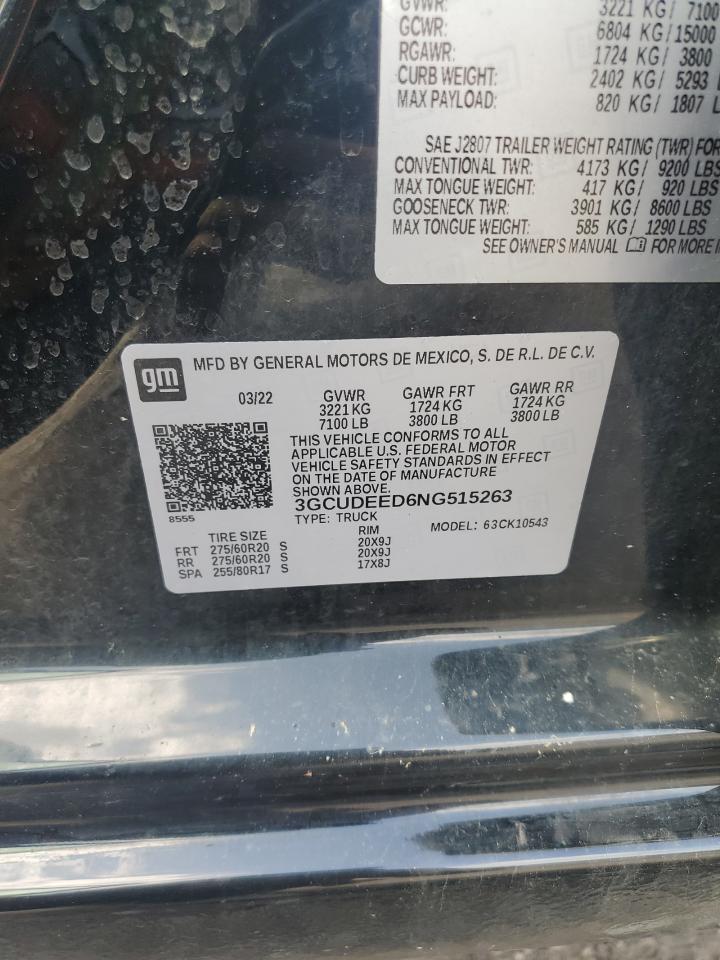 GVWR: 3221 KG/ 7100
GCWR: 6804 KG/ 15000
RGAWR: 1724 KG/ 3800
CURB WEIGHT: 2402 KG/ 5293
MAX PAYLOAD: 820 KG/ 1807
SAE J2807 TRAILER WEIGHT RATING (TWR) FOR
CONVENTIONAL TWR: 4173 KG/ 9200 LBS
MAX TONGUE WEIGHT: 417 KG/ 920 LBS
GOOSENECK TWR: 3901 KG/ 8600 LBS
MAX TONGUE WEIGHT: 585 KG/ 1290 LBS
SEE OWNER'S MANUAL FOR MORE
gm
MFD BY GENERAL MOTORS DE MEXICO, S. DE R.L. DE C.V.
03/22 GVWR GAWR FRT GAWR RR
3221 KG 1724 KG 1724 KG
7100 LB 3800 LB 3800 LB
THIS VEHICLE CONFORMS TO ALL
APPLICABLE U.S. FEDERAL MOTOR
VEHICLE SAFETY STANDARDS IN EFFECT
ON THE DATE OF MANUFACTURE
SHOWN ABOVE.
3GCUDEED6NG515263
8555
TYPE: TRUCK MODEL: 63CK10543
TIRE SIZE RIM
FRT 275/60R20 S 20X9J
RR 275/60R20 S 20X9J
SPA 255/80R17 S 17X8J